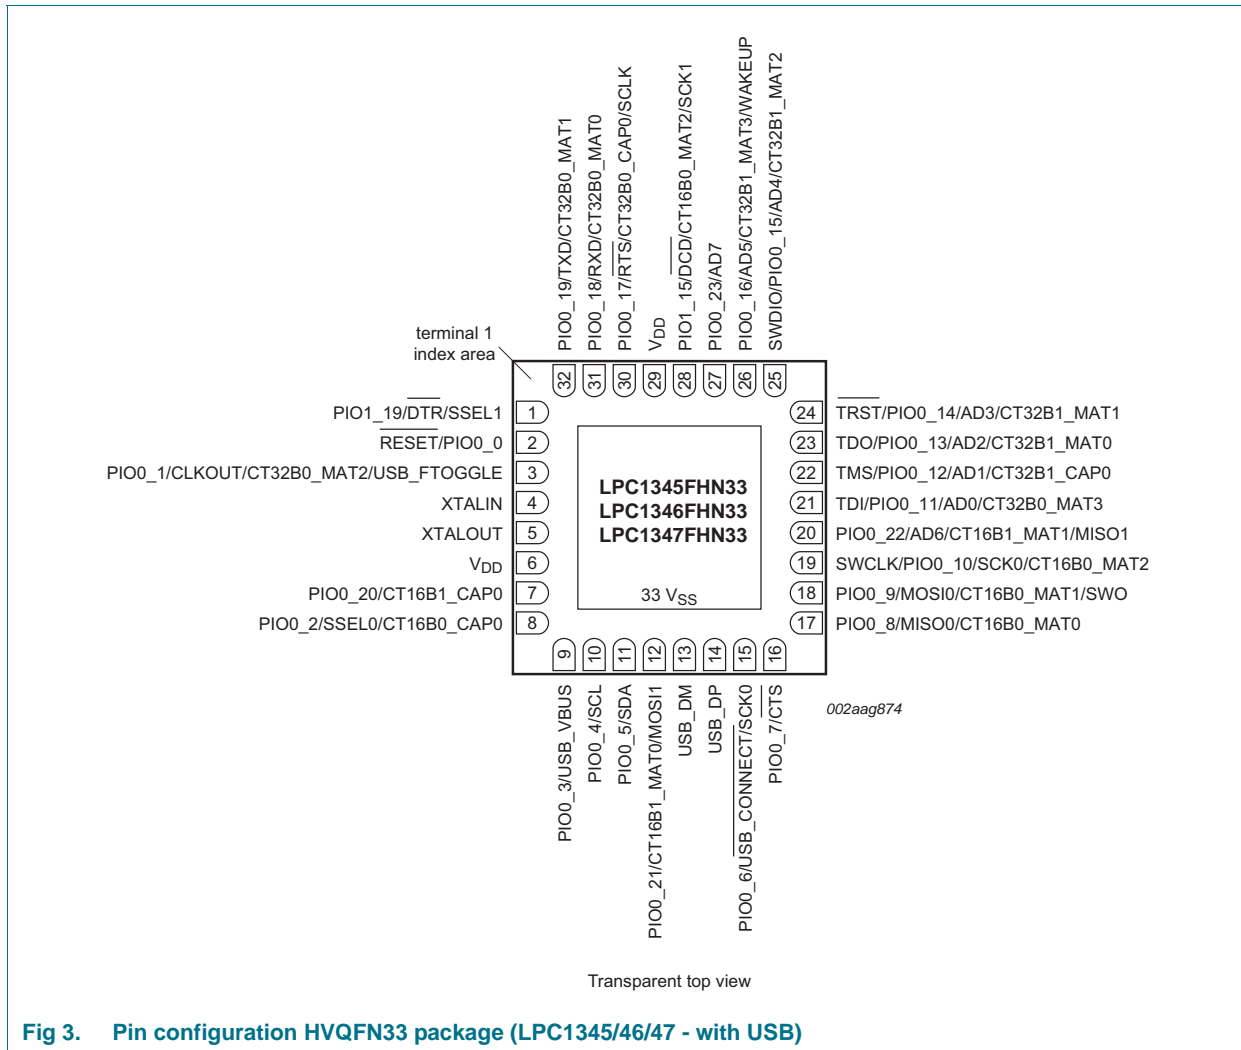 PIO0_19/TXD/CT32B0_MAT1
PIO0_18/RXD/CT32B0_MAT0
PIO0_17/RTS/CT32B0_CAP0/SCLK
VDD
PIO1_15/DCD/CT16B0_MAT2/SCK1
PIO0_23/AD7
PIO0_16/AD5/CT32B1_MAT3/WAKEUP
SWDIO/PIO0_15/AD4/CT32B1_MAT2
terminal 1
index area
32 31 30 29 28 27 26 25
PIO1_19/DTR/SSEL1 1
RESET/PIO0_0 2
PIO0_1/CLKOUT/CT32B0_MAT2/USB_FTOGGLE 3
XTALIN 4
XTALOUT 5
VDD 6
PIO0_20/CT16B1_CAP0 7
PIO0_2/SSEL0/CT16B0_CAP0 8
LPC1345FHN33
LPC1346FHN33
LPC1347FHN33
33 VSS
24 TRST/PIO0_14/AD3/CT32B1_MAT1
23 TDO/PIO0_13/AD2/CT32B1_MAT0
22 TMS/PIO0_12/AD1/CT32B1_CAP0
21 TDI/PIO0_11/AD0/CT32B0_MAT3
20 PIO0_22/AD6/CT16B1_MAT1/MISO1
19 SWCLK/PIO0_10/SCK0/CT16B0_MAT2
18 PIO0_9/MOSI0/CT16B0_MAT1/SWO
17 PIO0_8/MISO0/CT16B0_MAT0
9 10 11 12 13 14 15 16
PIO0_3/USB_VBUS
PIO0_4/SCL
PIO0_5/SDA
PIO0_21/CT16B1_MAT0/MOSI1
USB_DM
USB_DP
PIO0_6/USB_CONNECT/SCK0
PIO0_7/CTS
002aag874
Transparent top view
Fig 3. Pin configuration HVQFN33 package (LPC1345/46/47 - with USB)